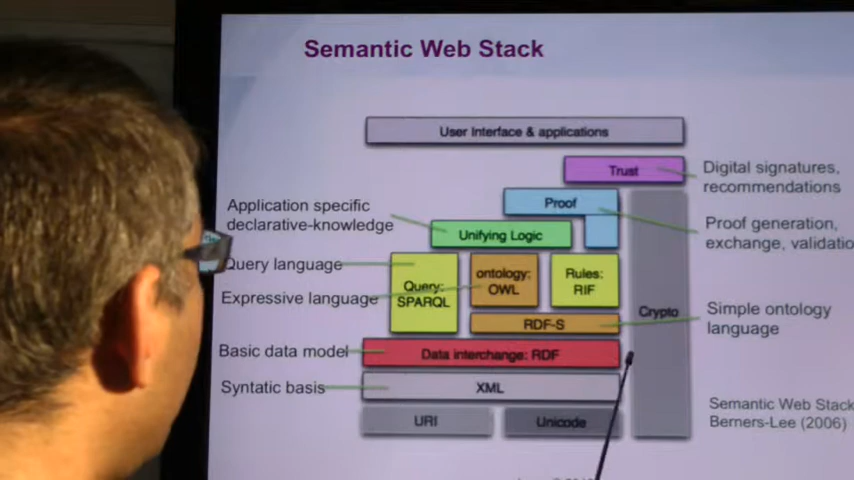 Semantic Web Stack
User Interface & applications
Trust
Digital signatures,
recommendations
Proof
Application specific
declarative-knowledge
Unifying Logic
Proof generation,
exchange, validatio
Query language
Query:
SPARQL
ontology:
OWL
Rules:
RIF
Expressive language
Crypto
Simple ontology
language
RDF-S
Basic data model
Data interchange: RDF
Syntatic basis
XML
URI
Unicode
Semantic Web Stack
Berners-Lee (2006)